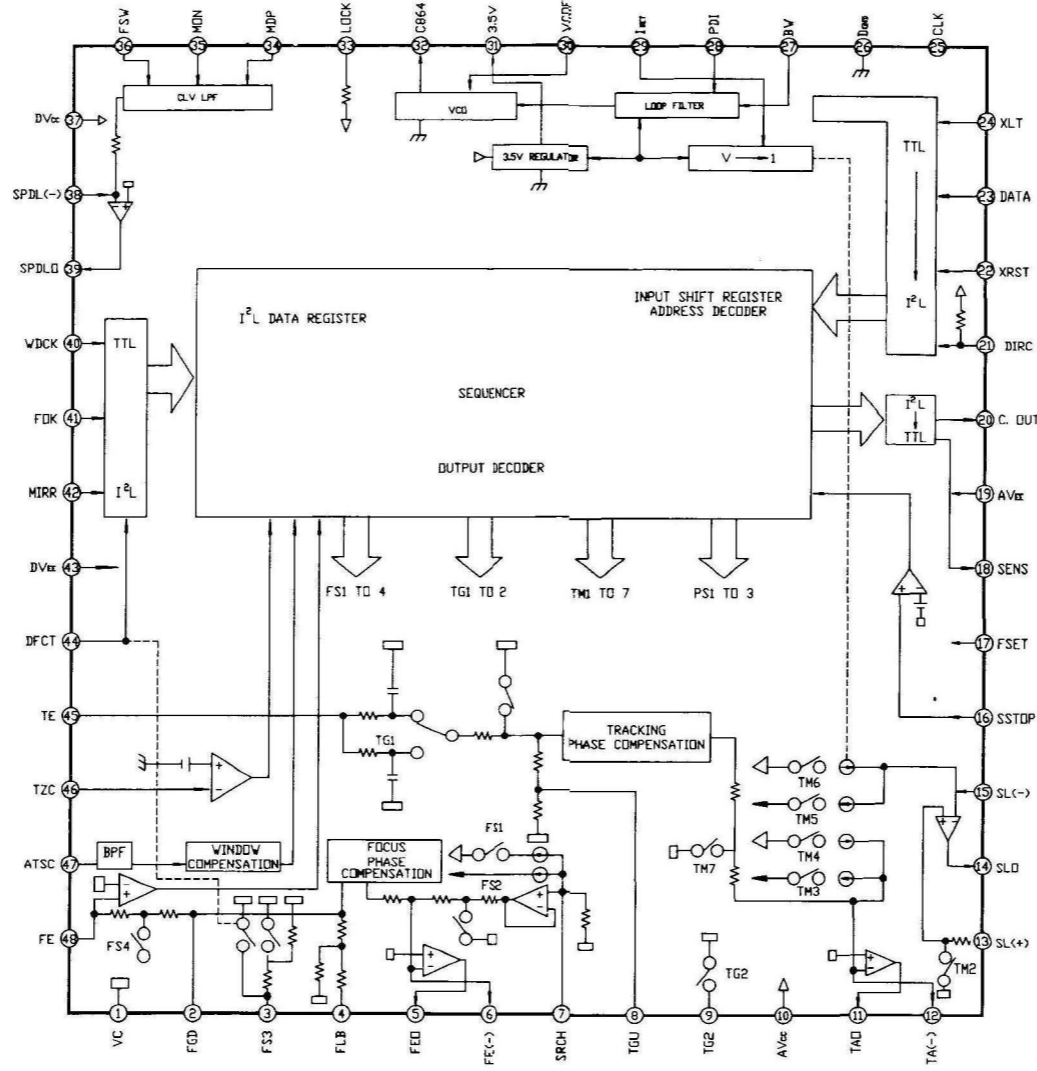 FSW
MON
MDP
LOCK
C864
3.5V
VCOF
ISET
PDI
BW
DGND
CLK
36
35
34
33
32
31
30
29
28
27
26
25
CLV LPF
VCO
LOOP FILTER
3.5V REGULATOR
V → I
TTL
I²L
DVcc 37
SPDL(-) 38
SPDLO 39
WDCK 40
FOK 41
MIRR 42
DVEE 43
DFCT 44
TE 45
TZC 46
ATSC 47
FE 48
24 XLT
23 DATA
22 XRST
21 DIRC
20 C. OUT
19 AVEE
18 SENS
17 FSET
16 SSTOP
15 SL(-)
14 SLO
13 SL(+)
TTL
I²L
I²L DATA REGISTER
INPUT SHIFT REGISTER
ADDRESS DECODER
SEQUENCER
OUTPUT DECODER
I²L
TTL
FS1 TO 4
TG1 TO 2
TM1 TO 7
PS1 TO 3
TG1
TRACKING
PHASE COMPENSATION
TM6
TM5
TM4
TM3
TM7
TM2
BPF
WINDOW
COMPENSATION
FOCUS
PHASE
COMPENSATION
FS1
FS2
FS4
TG2
1
2
3
4
5
6
7
8
9
10
11
12
VC
FGD
FS3
FLB
FEO
FE(-)
SRCH
TGU
TG2
AVcc
TAO
TA(-)